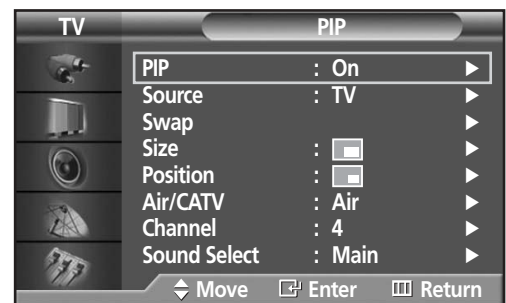 TV PIP
PIP : On
Source : TV
Swap
Size :
Position :
Air/CATV : Air
Channel : 4
Sound Select : Main
Move Enter Return